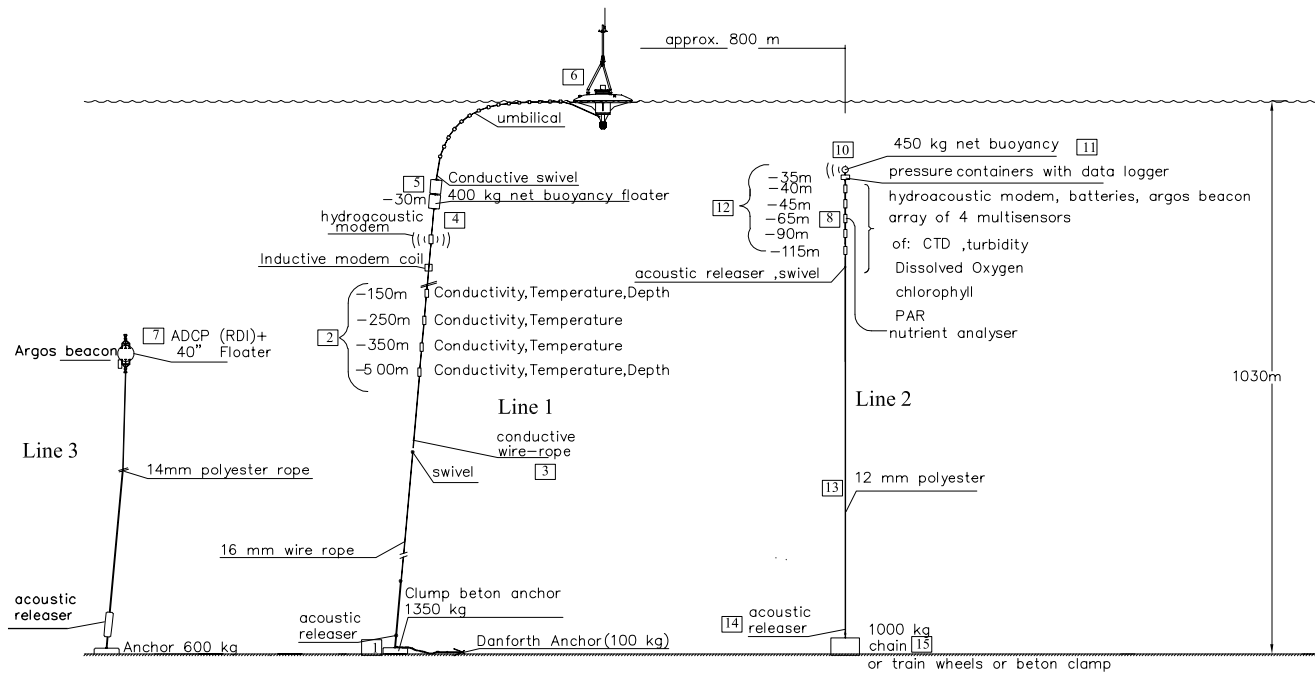 approx. 800 m
6
umbilical
10
450 kg net buoyancy
11
pressure containers with data logger
5
Conductive swivel
-30m
400 kg net buoyancy floater
hydroacoustic
modem
4
Inductive modem coil
12
-35m
-40m
-45m
-65m
-90m
-115m
8
hydroacoustic modem, batteries, argos beacon
array of 4 multisensors
of: CTD ,turbidity
Dissolved Oxygen
chlorophyll
PAR
nutrient analyser
acoustic releaser ,swivel
2
-150m Conductivity,Temperature,Depth
-250m Conductivity,Temperature
-350m Conductivity,Temperature
-500m Conductivity,Temperature,Depth
7
ADCP (RDI)+
40” Floater
Argos beacon
1030m
Line 1
Line 2
Line 3
conductive
wire-rope
3
swivel
14mm polyester rope
13
12 mm polyester
16 mm wire rope
acoustic
releaser
Clump beton anchor
1350 kg
acoustic
releaser
1
Danforth Anchor(100 kg)
Anchor 600 kg
14
acoustic
releaser
1000 kg
chain 15
or train wheels or beton clamp